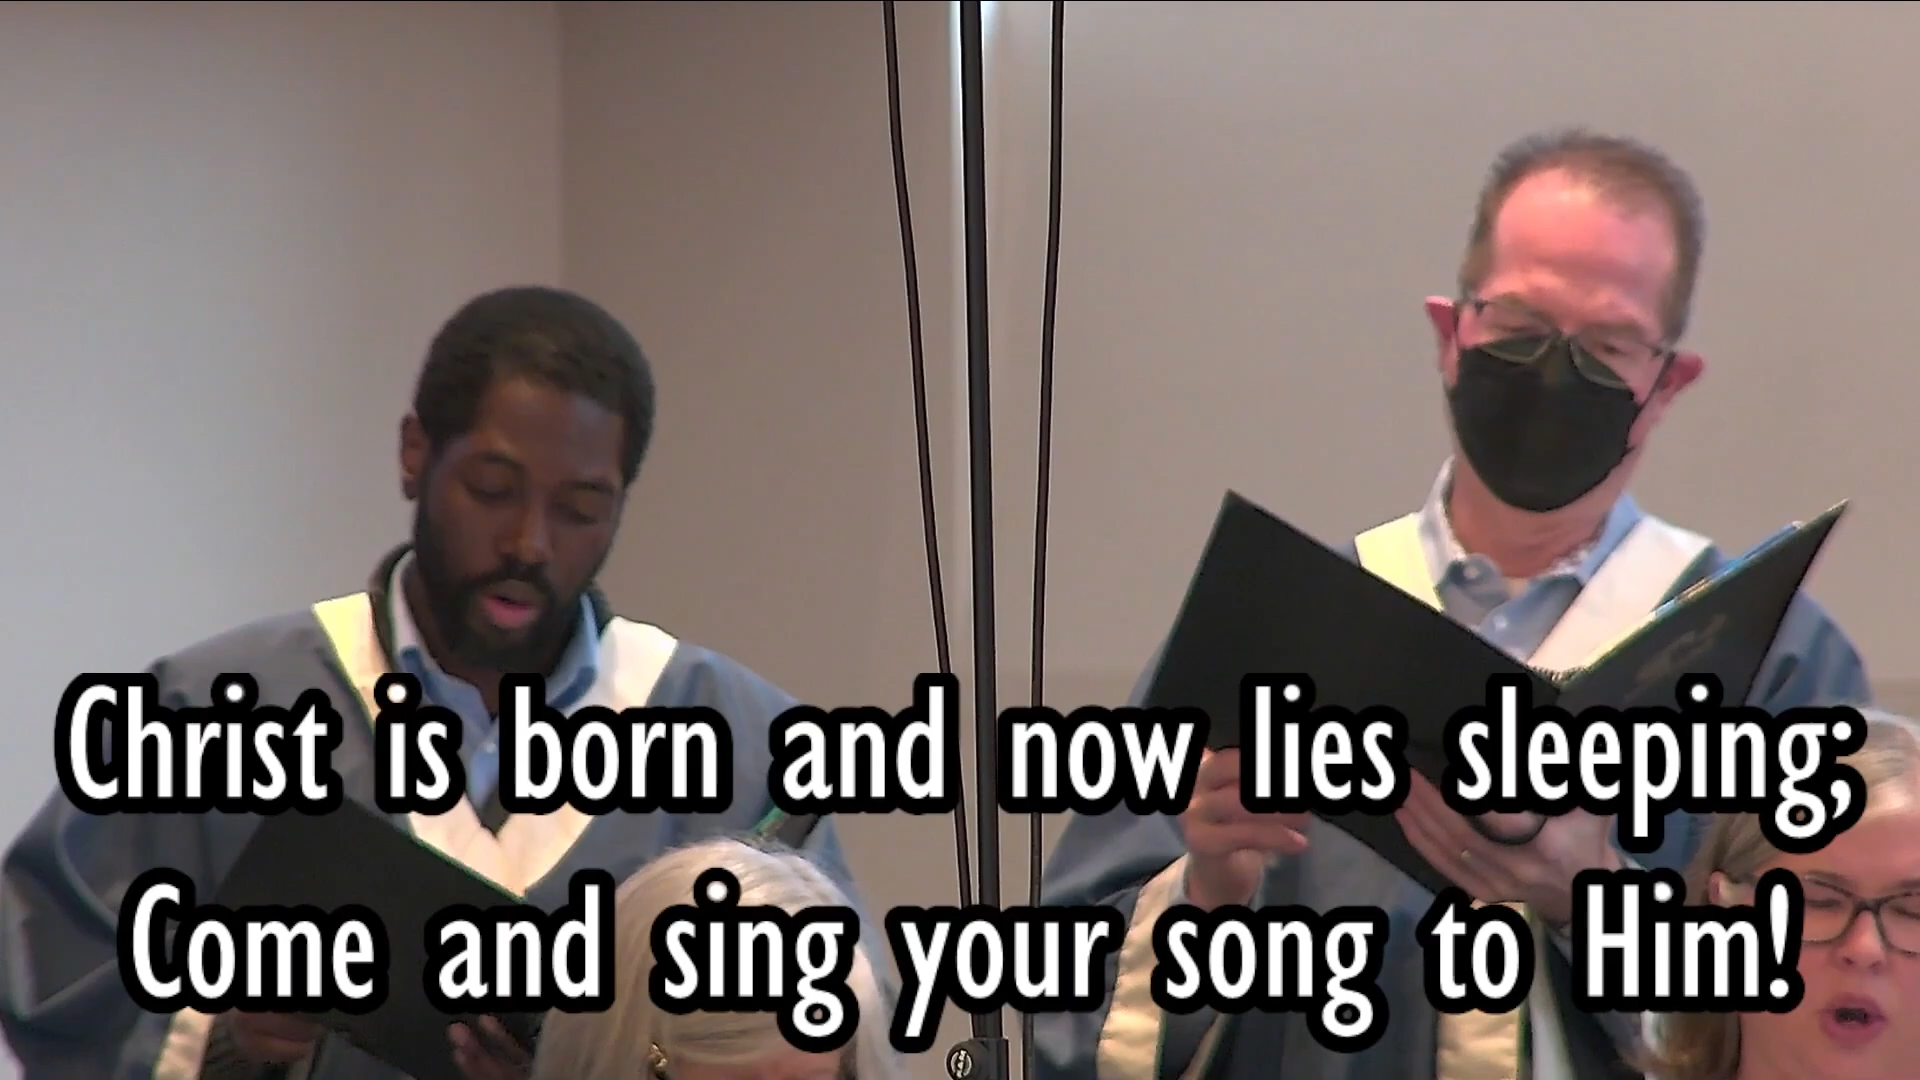 Christ is born and now lies sleeping;
Come and sing your song to Him!